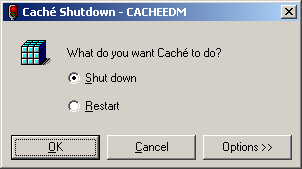 Caché Shutdown - CACHEEDM
What do you want Caché to do?
Shut down
Restart
OK
Cancel
Options >>